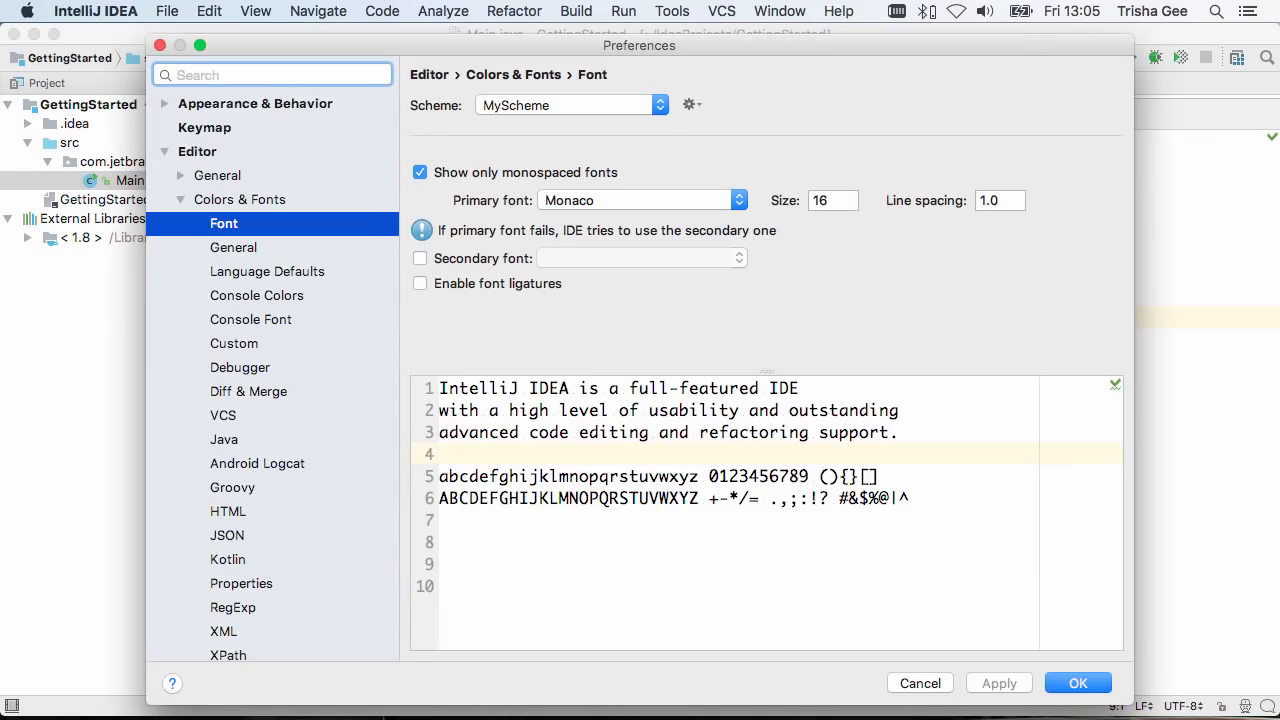 IntelliJ IDEA File Edit View Navigate Code Analyze Refactor Build Run Tools VCS Window Help Fri 13:05 Trisha Gee
Preferences
GettingStarted
Project
GettingStarted
.idea
src
com.jetbra
Main
GettingStarted
External Libraries
< 1.8 > /Libra
Search
Appearance & Behavior
Keymap
Editor
General
Colors & Fonts
Font
General
Language Defaults
Console Colors
Console Font
Custom
Debugger
Diff & Merge
VCS
Java
Android Logcat
Groovy
HTML
JSON
Kotlin
Properties
RegExp
XML
XPath
Editor › Colors & Fonts › Font
Scheme: MyScheme
Show only monospaced fonts
Primary font: Monaco Size: 16 Line spacing: 1.0
If primary font fails, IDE tries to use the secondary one
Secondary font:
Enable font ligatures
1 IntelliJ IDEA is a full-featured IDE
2 with a high level of usability and outstanding
3 advanced code editing and refactoring support.
4
5 abcdefghijklmnopqrstuvwxyz 0123456789 (){}[]
6 ABCDEFGHIJKLMNOPQRSTUVWXYZ +-*/= .,;:!? #&$%@|^
7
8
9
10
? Cancel Apply OK
9:1 LF UTF-8